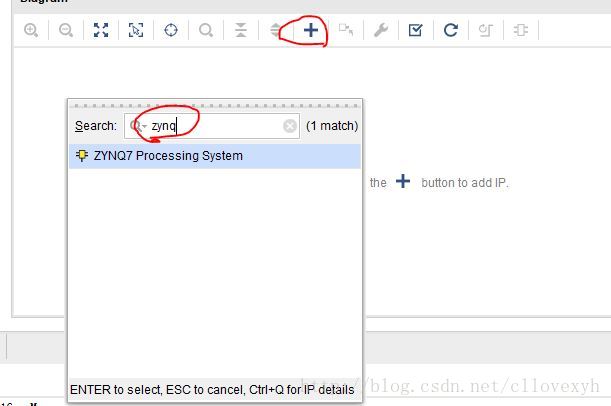 Diagram
Search: zynq (1 match)
ZYNQ7 Processing System
the + button to add IP.
ENTER to select, ESC to cancel, Ctrl+Q for IP details
http://blog.csdn.net/cllovexyh